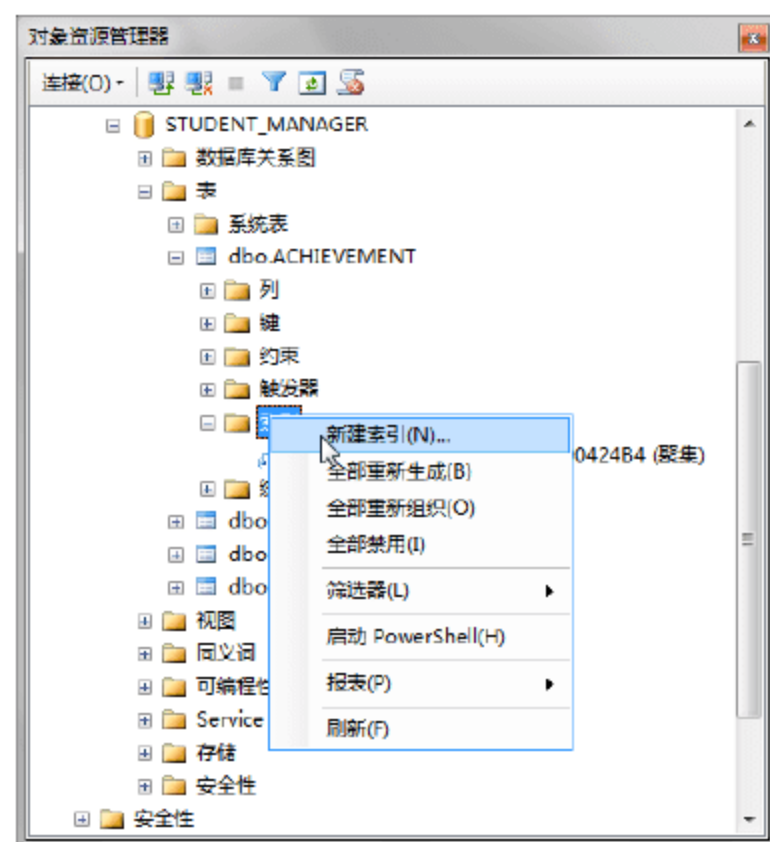 对象资源管理器
连接(O)
STUDENT_MANAGER
数据库关系图
表
系统表
dbo.ACHIEVEMENT
列
键
约束
触发器
新建索引(N)...
全部重新生成(B)
00424B4 (聚集)
全部重新组织(O)
dbo
全部禁用(I)
dbo
dbo
筛选器(L)
视图
启动 PowerShell(H)
同义词
可编程性
报表(P)
Service
刷新(F)
存储
安全性
安全性